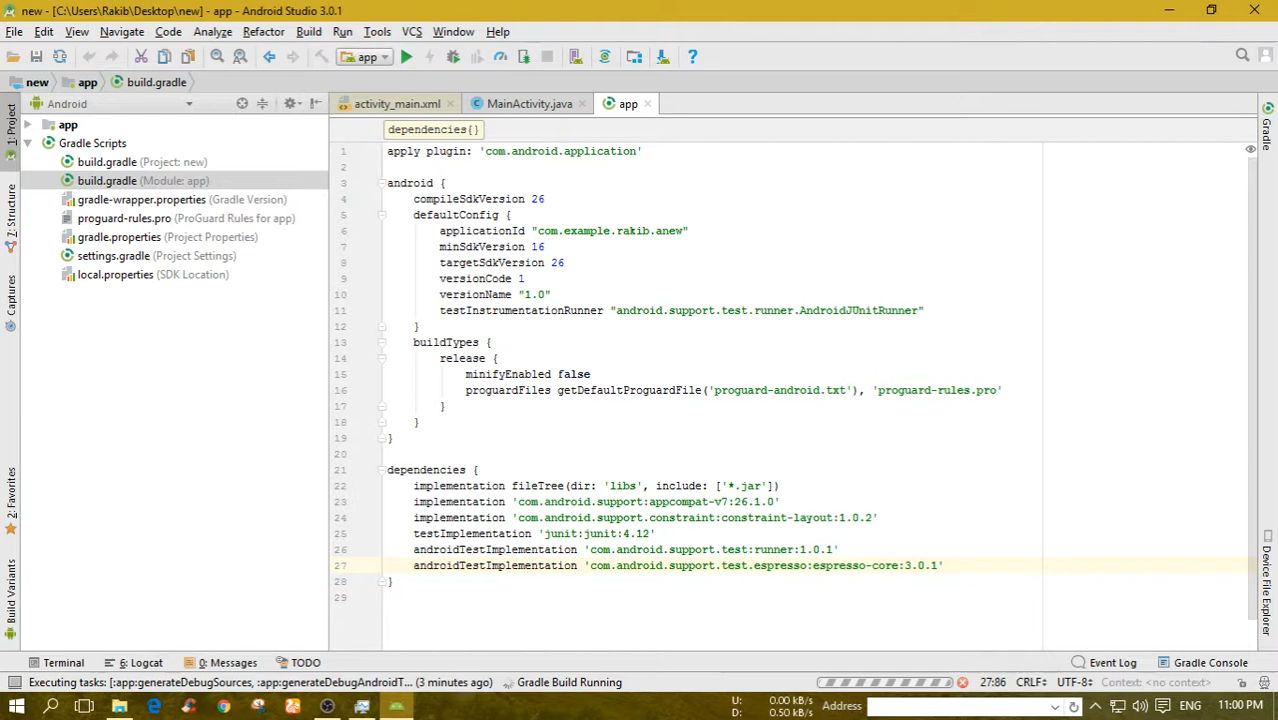 new - [C:\Users\Rakib\Desktop\new] - app - Android Studio 3.0.1
File Edit View Navigate Code Analyze Refactor Build Run Tools VCS Window Help
app
new app build.gradle
Android
activity_main.xml MainActivity.java app
dependencies{}
1: Project
7: Structure
Captures
2: Favorites
Build Variants
app
Gradle Scripts
build.gradle (Project: new)
build.gradle (Module: app)
gradle-wrapper.properties (Gradle Version)
proguard-rules.pro (ProGuard Rules for app)
gradle.properties (Project Properties)
settings.gradle (Project Settings)
local.properties (SDK Location)
1 apply plugin: 'com.android.application'
2
3 android {
4 compileSdkVersion 26
5 defaultConfig {
6 applicationId "com.example.rakib.anew"
7 minSdkVersion 16
8 targetSdkVersion 26
9 versionCode 1
10 versionName "1.0"
11 testInstrumentationRunner "android.support.test.runner.AndroidJUnitRunner"
12 }
13 buildTypes {
14 release {
15 minifyEnabled false
16 proguardFiles getDefaultProguardFile('proguard-android.txt'), 'proguard-rules.pro'
17 }
18 }
19 }
20
21 dependencies {
22 implementation fileTree(dir: 'libs', include: ['*.jar'])
23 implementation 'com.android.support:appcompat-v7:26.1.0'
24 implementation 'com.android.support.constraint:constraint-layout:1.0.2'
25 testImplementation 'junit:junit:4.12'
26 androidTestImplementation 'com.android.support.test:runner:1.0.1'
27 androidTestImplementation 'com.android.support.test.espresso:espresso-core:3.0.1'
28 }
29
Gradle
Device File Explorer
Terminal 6: Logcat 0: Messages TODO Event Log Gradle Console
Executing tasks: [:app:generateDebugSources, :app:generateDebugAndroidT... (3 minutes ago) Gradle Build Running 27:86 CRLF÷ UTF-8÷ Context: <no context>
U: 0.00 kB/s
D: 0.50 kB/s
Address
ENG 11:00 PM